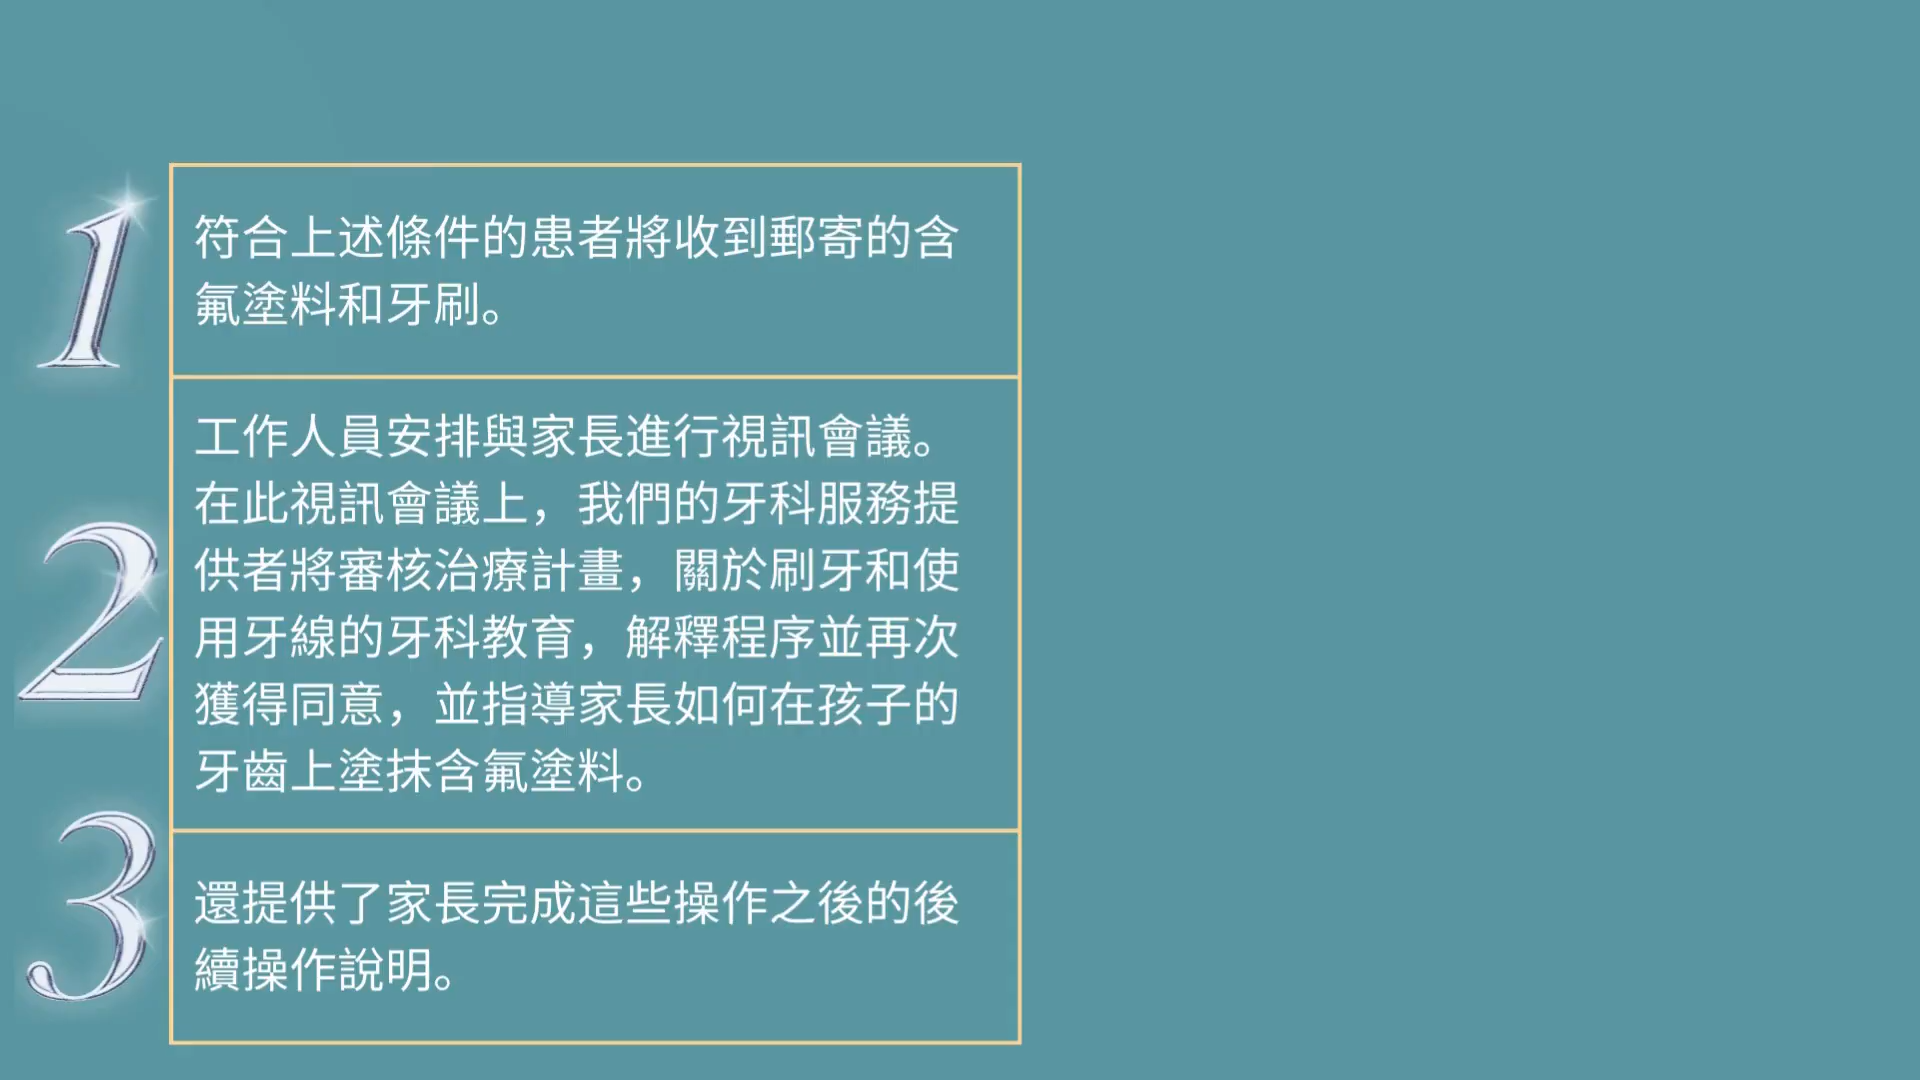 1
符合上述條件的患者將收到郵寄的含
氟塗料和牙刷。
2
工作人員安排與家長進行視訊會議。
在此視訊會議上，我們的牙科服務提
供者將審核治療計畫，關於刷牙和使
用牙線的牙科教育，解釋程序並再次
獲得同意，並指導家長如何在孩子的
牙齒上塗抹含氟塗料。
3
還提供了家長完成這些操作之後的後
續操作說明。